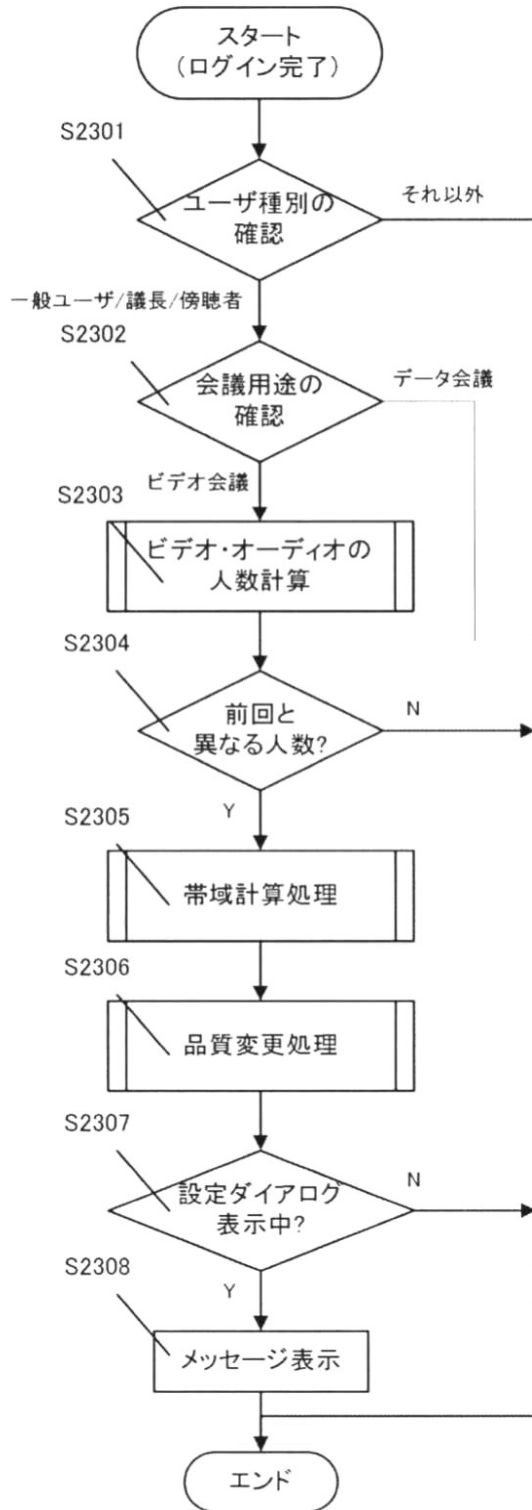 スタート
(ログイン完了)
S2301
ユーザ種別の
確認
それ以外
一般ユーザ/議長/傍聴者
S2302
会議用途の
確認
データ会議
ビデオ会議
S2303
ビデオ・オーディオの
人数計算
S2304
前回と
異なる人数?
N
Y
S2305
帯域計算処理
S2306
品質変更処理
S2307
設定ダイアログ
表示中?
N
Y
S2308
メッセージ表示
エンド